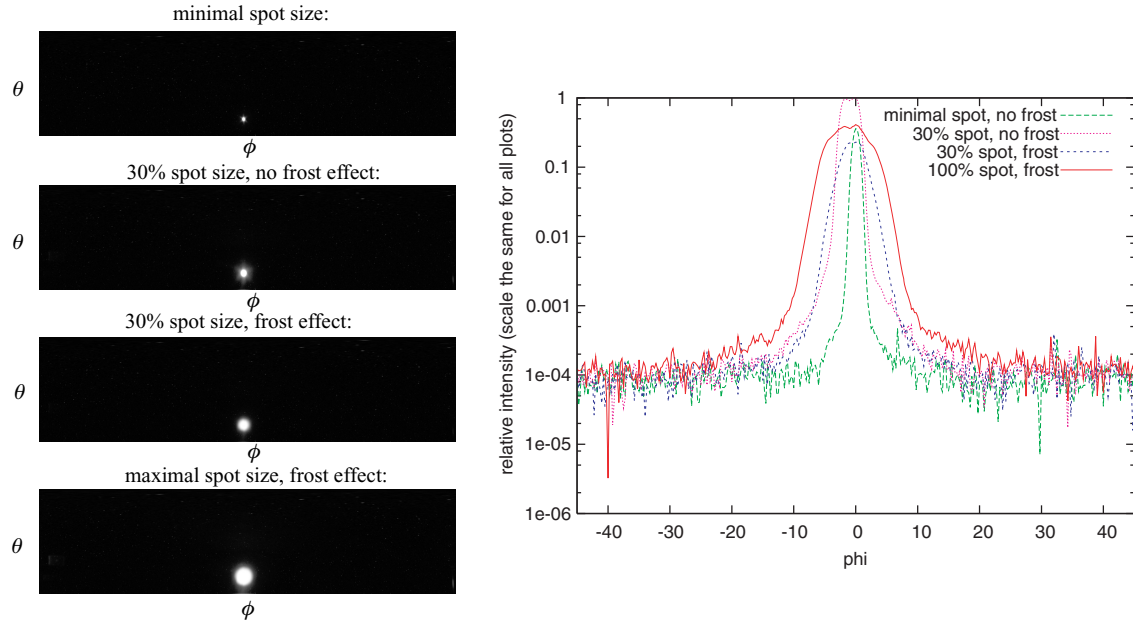 minimal spot size:
θ
ϕ
30% spot size, no frost effect:
θ
ϕ
30% spot size, frost effect:
θ
ϕ
maximal spot size, frost effect:
θ
ϕ
relative intensity (scale the same for all plots)
1
0.1
0.01
0.001
1e-04
1e-05
1e-06
minimal spot, no frost
30% spot, no frost
30% spot, frost
100% spot, frost
-40 -30 -20 -10 0 10 20 30 40
phi